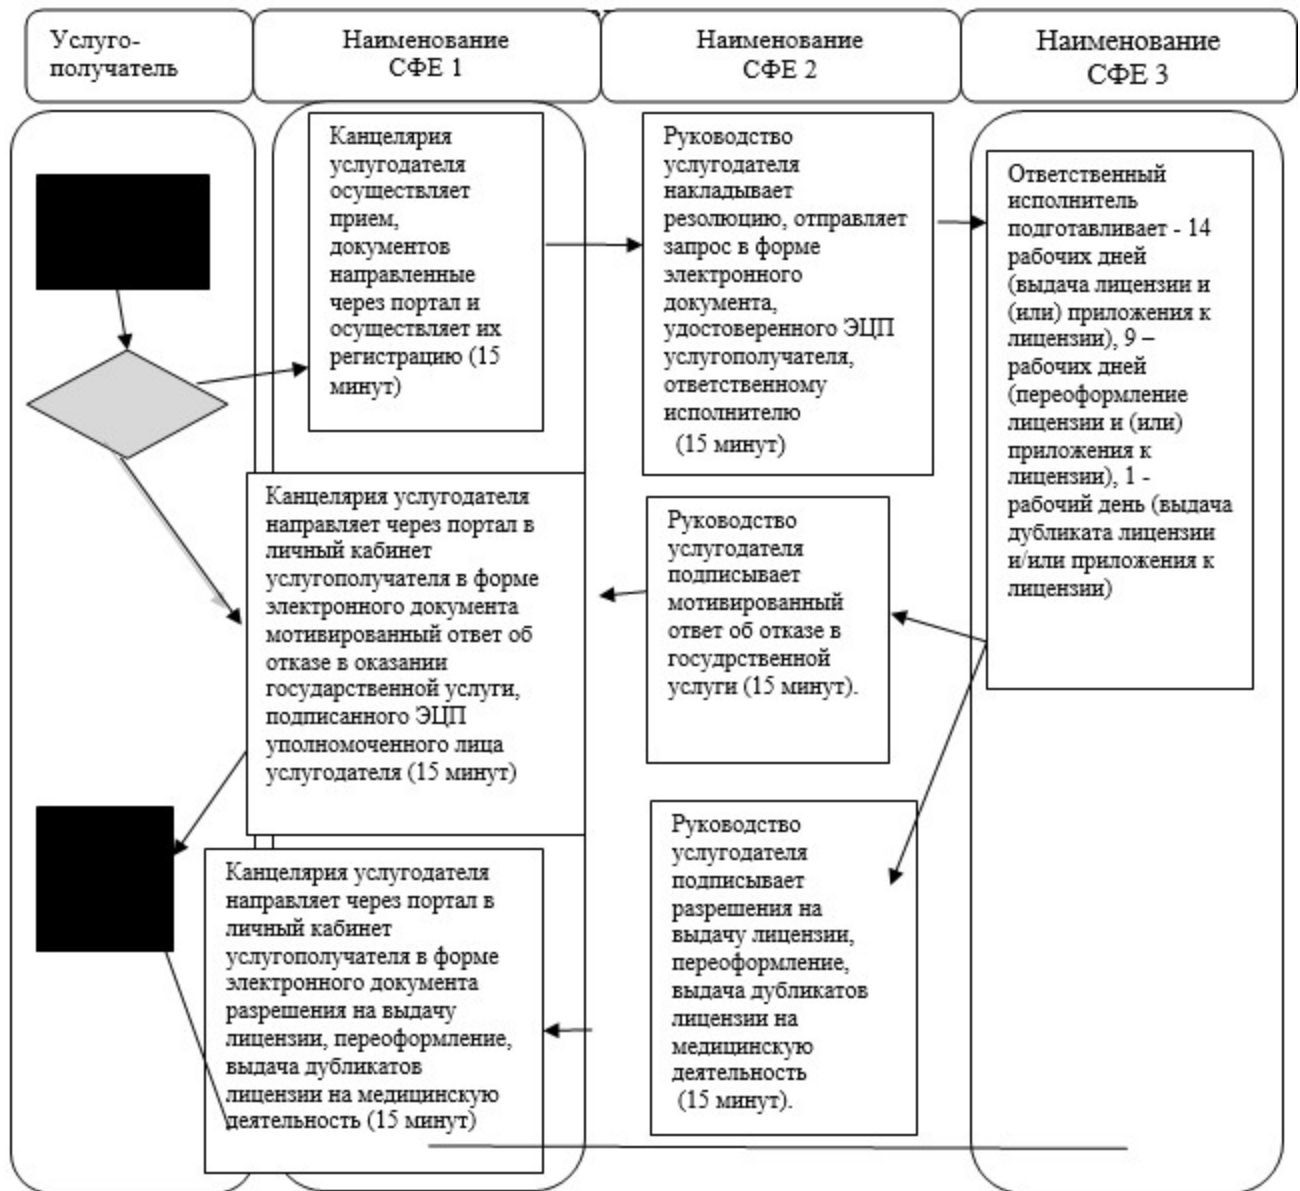 Услуго-
получатель
Наименование
СФЕ 1
Наименование
СФЕ 2
Наименование
СФЕ 3
Канцелярия
услугодателя
осуществляет
прием,
документов
направленные
через портал и
осуществляет их
регистрацию (15
минут)
Руководство
услугодателя
накладывает
резолюцию, отправляет
запрос в форме
электронного
документа,
удостоверенного ЭЦП
услугополучателя,
ответственному
исполнителю
(15 минут)
Ответственный
исполнитель
подготавливает - 14
рабочих дней
(выдача лицензии и
(или) приложения к
лицензии), 9 –
рабочих дней
(переоформление
лицензии и (или)
приложения к
лицензии), 1 -
рабочий день (выдача
дубликата лицензии
и/или приложения к
лицензии)
Канцелярия услугодателя
направляет через портал в
личный кабинет
услугополучателя в форме
электронного документа
мотивированный ответ об
отказе в оказании
государственной услуги,
подписанного ЭЦП
уполномоченного лица
услугодателя (15 минут)
Руководство
услугодателя
подписывает
мотивированный
ответ об отказе в
госудрственной
услуги (15 минут).
Канцелярия услугодателя
направляет через портал в
личный кабинет
услугополучателя в форме
электронного документа
разрешения на выдачу
лицензии, переоформление,
выдача дубликатов
лицензии на медицинскую
деятельность (15 минут)
Руководство
услугодателя
подписывает
разрешения на
выдачу лицензии,
переоформление,
выдача дубликатов
лицензии на
медицинскую
деятельность
(15 минут).